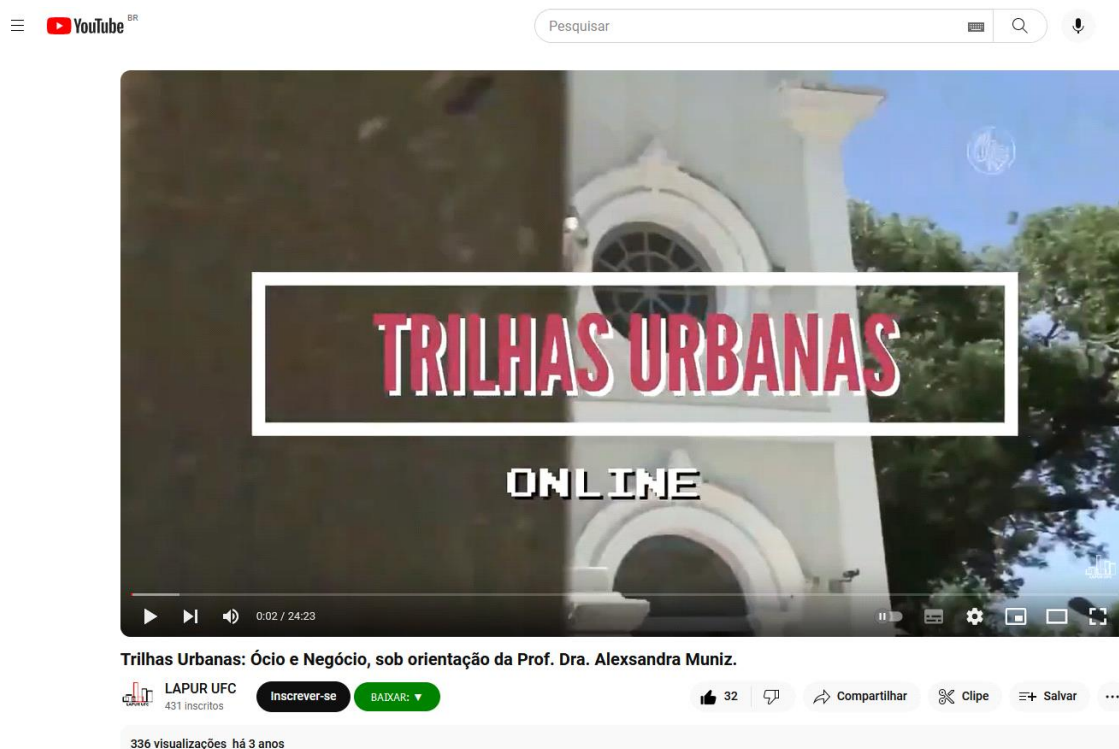 YouTube BR
Pesquisar
TRILHAS URBANAS
ONLINE
0:02 / 24:23
Trilhas Urbanas: Ócio e Negócio, sob orientação da Prof. Dra. Alexsandra Muniz.
LAPUR UFC
431 inscritos
Inscrever-se
BAIXAR: ▼
32
Compartilhar
Clipe
Salvar
336 visualizações há 3 anos